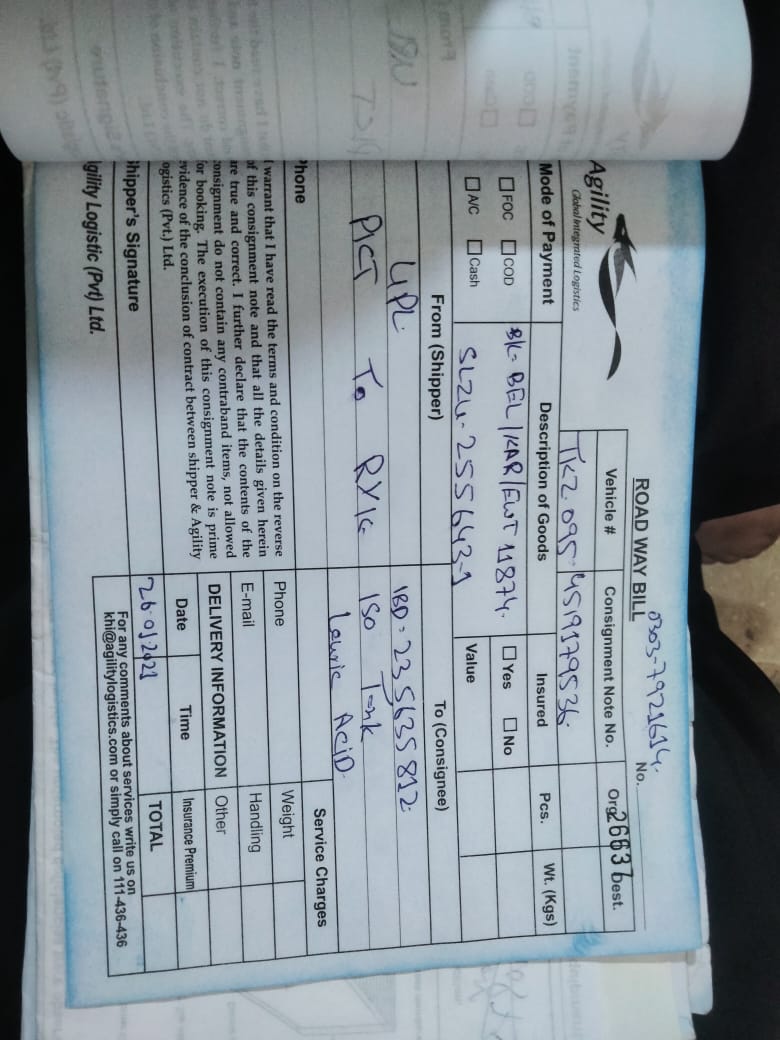 0303-7921614.
ROAD WAY BILL
No.
26637
Agility
Global Integrated Logistics
Vehicle # Consignment Note No. Org. Dest.
TKZ.095 4519179536.
Mode of Payment Description of Goods Insured Pcs. Wt. (Kgs)
FOC COD B/L- BEL/KAR/EWT 11874. Yes No
A/C Cash SLZU-255643-1 Value
From (Shipper) To (Consignee)
UPL IBD-235635812
PICT To RYK ISO Tank
Lauric AciD
Phone Service Charges
I warrant that I have read the terms and condition on the reverse
of this consignment note and that all the details given herein
are true and correct. I further declare that the contents of the
consignment do not contain any contraband items, not allowed
for booking. The execution of this consignment note is prime
evidence of the conclusion of contract between shipper & Agility
Logistics (Pvt.) Ltd.
Phone Weight
E-mail Handling
DELIVERY INFORMATION Other
Date Time Insurance Premium
26.01.2021 TOTAL
Shipper's Signature
For any comments about services write us on
khi@agilitylogistics.com or simply call on 111-436-436
Agility Logistic (Pvt) Ltd.